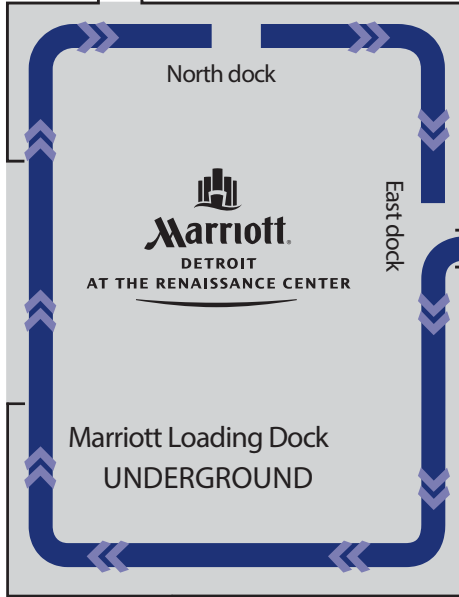 North dock
East dock
Marriott.
DETROIT
AT THE RENAISSANCE CENTER
Marriott Loading Dock
UNDERGROUND